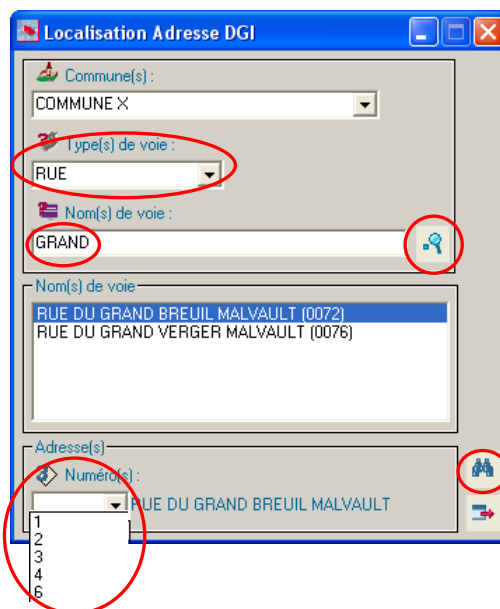 Localisation Adresse DGI
Commune(s) :
COMMUNE X
Type(s) de voie :
RUE
Nom(s) de voie :
GRAND
Nom(s) de voie
RUE DU GRAND BREUIL MALVAULT (0072)
RUE DU GRAND VERGER MALVAULT (0076)
Adresse(s)
Numéro(s) :
RUE DU GRAND BREUIL MALVAULT
1
2
3
4
6